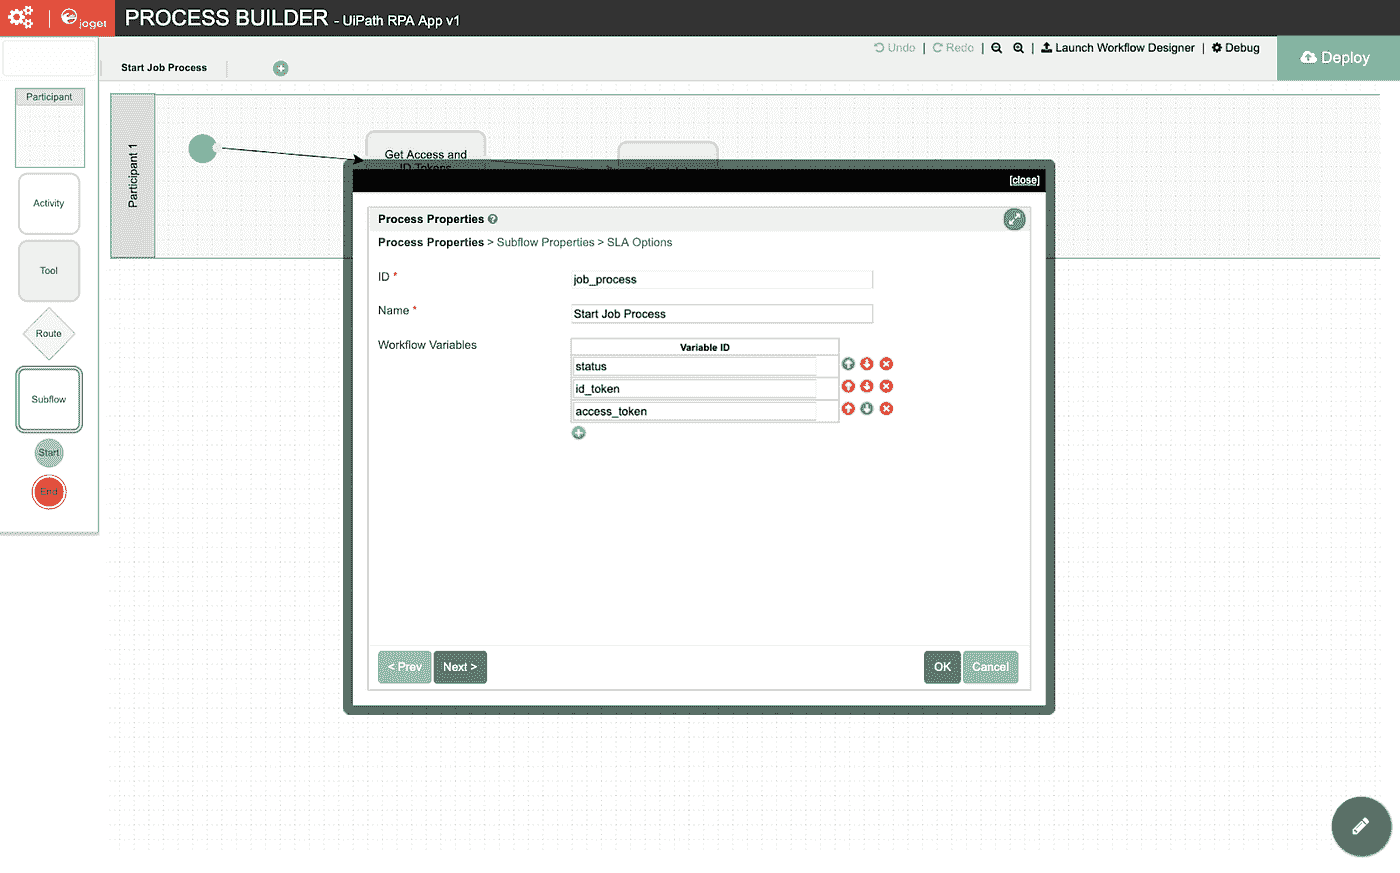 joget PROCESS BUILDER - UiPath RPA App v1
Undo | Redo | | Launch Workflow Designer | Debug
Deploy
Start Job Process
Participant
Activity
Tool
Route
Subflow
Start
End
Participant 1
Get Access and
ID Tokens
[close]
Process Properties
Process Properties > Subflow Properties > SLA Options
ID *
job_process
Name *
Start Job Process
Workflow Variables
Variable ID
status
id_token
access_token
< Prev
Next >
OK
Cancel